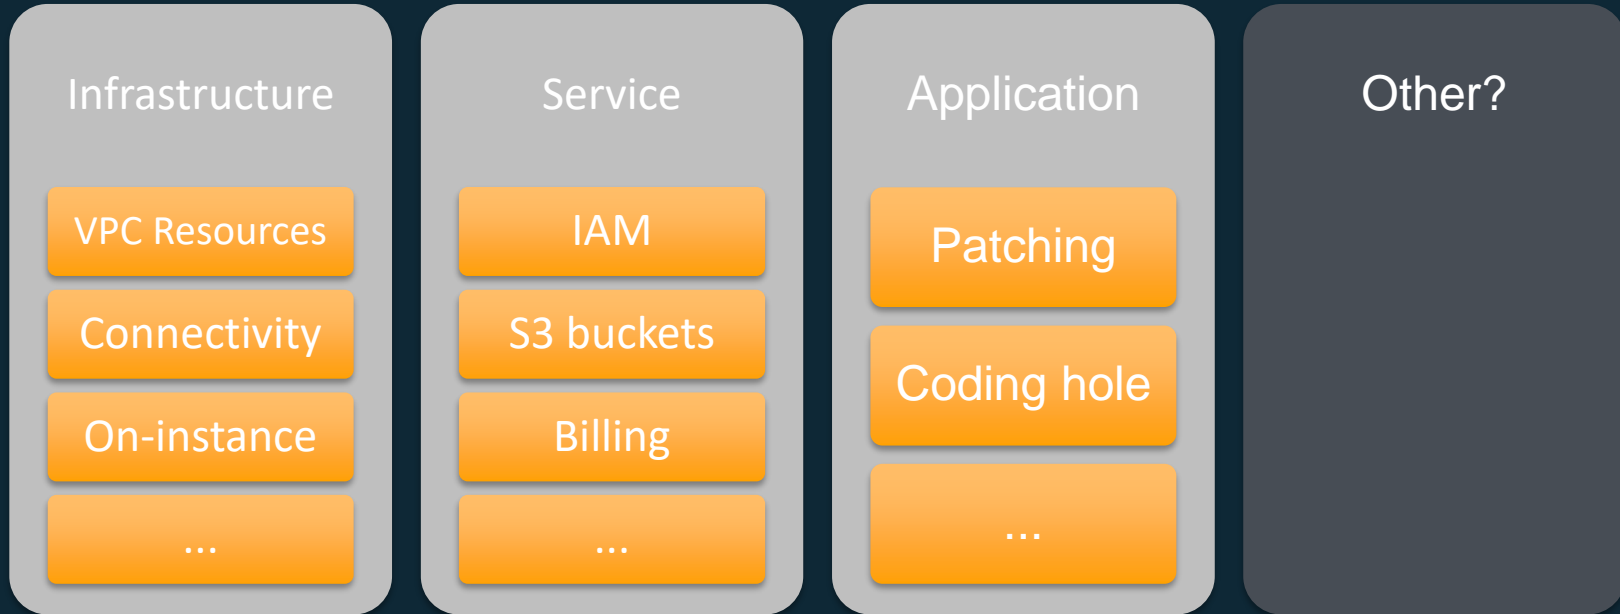 Infrastructure
VPC Resources
Connectivity
On-instance
...
Service
IAM
S3 buckets
Billing
...
Application
Patching
Coding hole
...
Other?